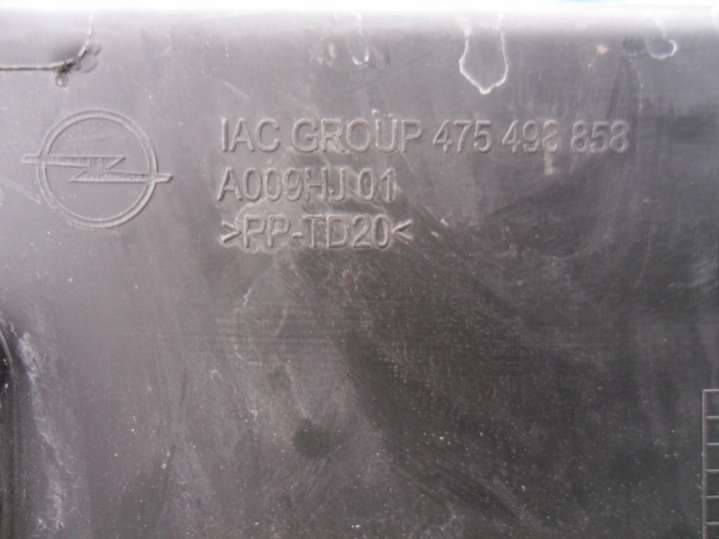 IAC GROUP 475 498 858
A009HJ 01
>PP-TD20<